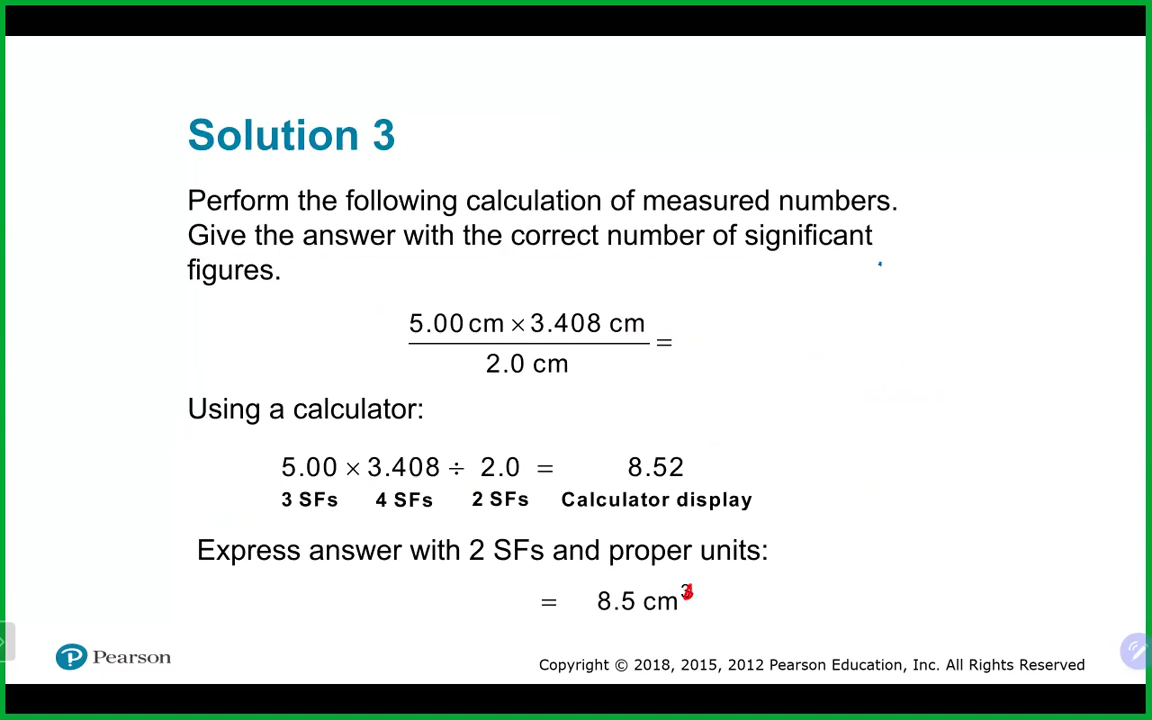 Solution 3
Perform the following calculation of measured numbers.
Give the answer with the correct number of significant
figures.
5.00 cm × 3.408 cm
=
2.0 cm
Using a calculator:
5.00 × 3.408 ÷ 2.0 = 8.52
3 SFs 4 SFs 2 SFs Calculator display
Express answer with 2 SFs and proper units:
= 8.5 cm
Pearson
Copyright © 2018, 2015, 2012 Pearson Education, Inc. All Rights Reserved